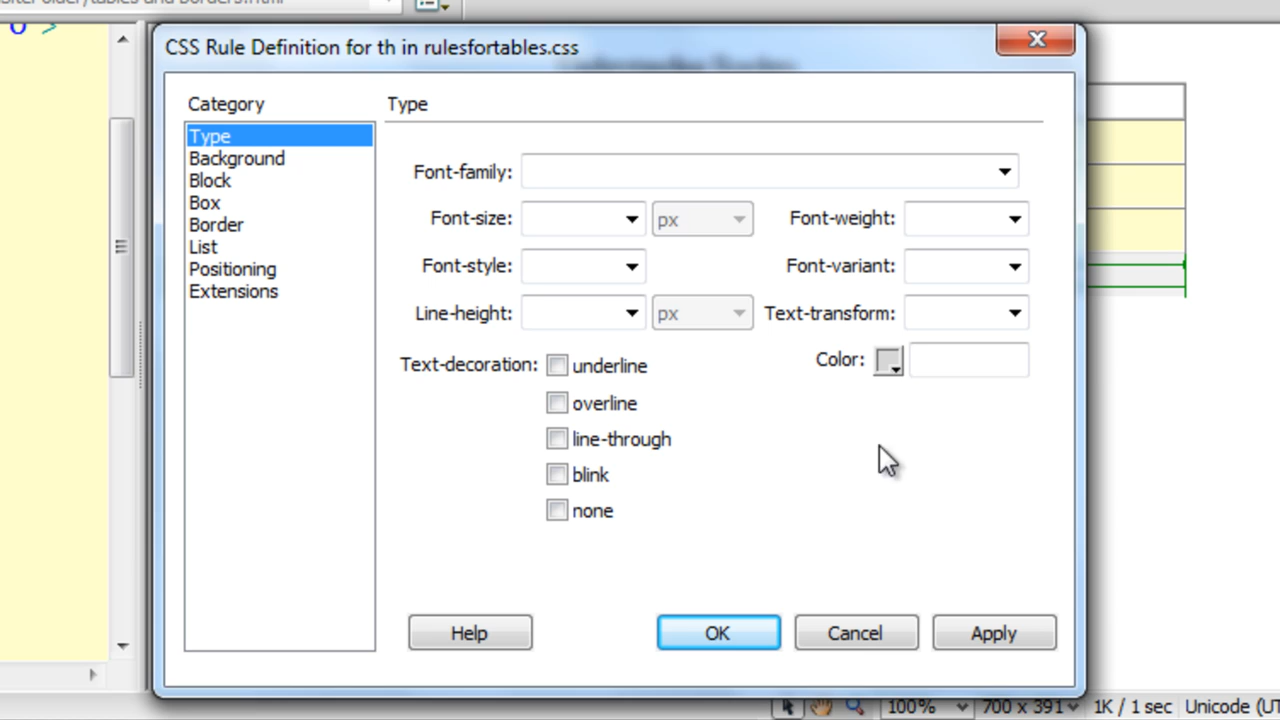 CSS Rule Definition for th in rulesfortables.css
Category
Type
Type
Background
Block
Box
Border
List
Positioning
Extensions
Font-family:
Font-size: px Font-weight:
Font-style: Font-variant:
Line-height: px Text-transform:
Text-decoration: underline Color:
overline
line-through
blink
none
Help OK Cancel Apply
100% 700 x 391 1K / 1 sec Unicode (UT